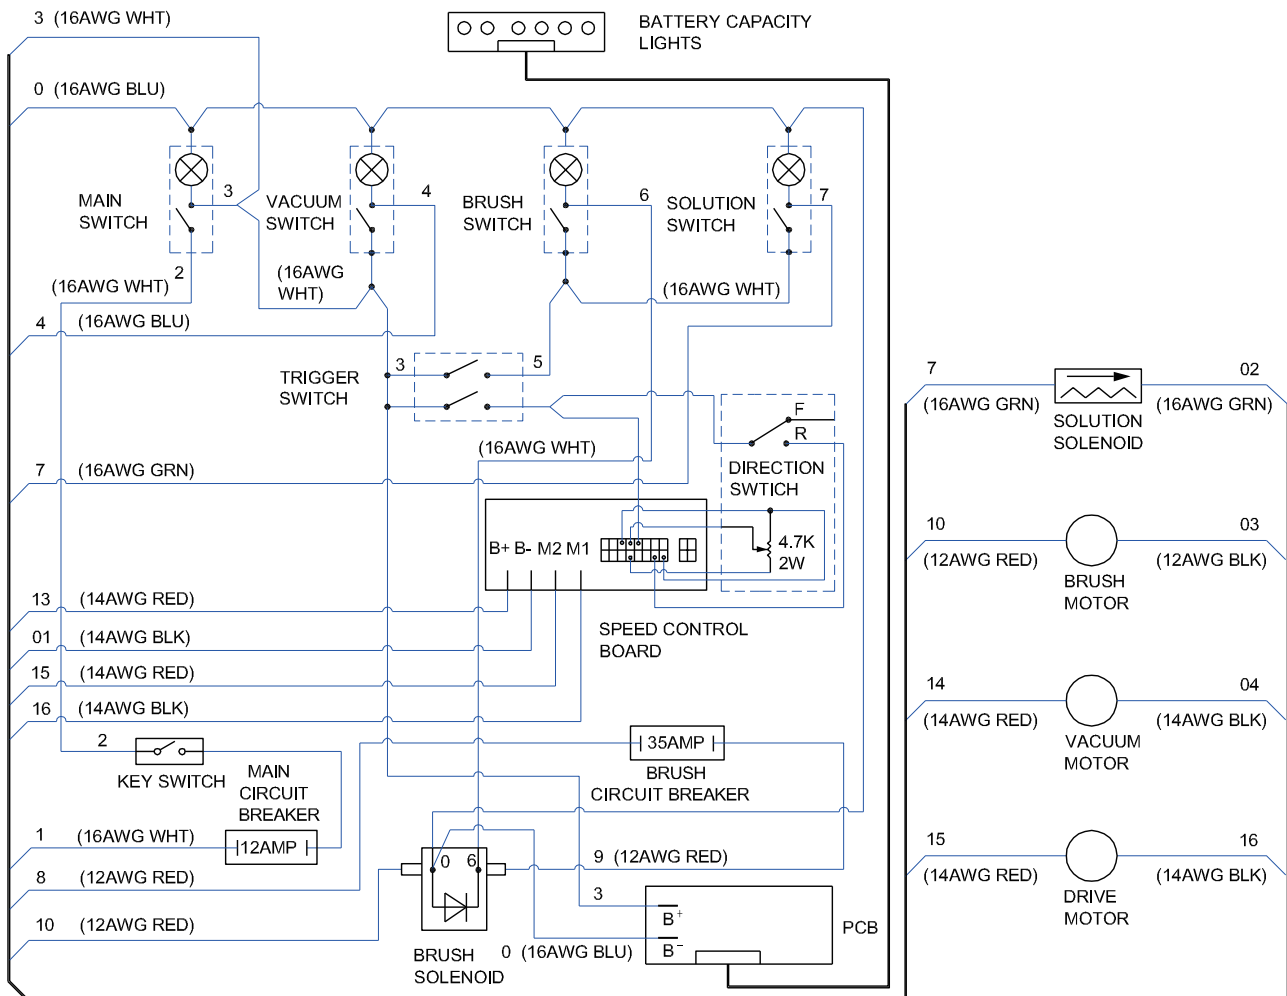 3 (16AWG WHT)
BATTERY CAPACITY
LIGHTS
0 (16AWG BLU)
MAIN
SWITCH
3
VACUUM
SWITCH
4
BRUSH
SWITCH
6
SOLUTION
SWITCH
7
2
(16AWG WHT)
(16AWG
WHT)
(16AWG WHT)
4 (16AWG BLU)
TRIGGER
SWITCH
3
5
F
R
(16AWG WHT)
DIRECTION
SWTICH
7 (16AWG GRN)
B+ B- M2 M1
4.7K
2W
13 (14AWG RED)
01 (14AWG BLK)
SPEED CONTROL
BOARD
15 (14AWG RED)
16 (14AWG BLK)
2
KEY SWITCH
35AMP
BRUSH
CIRCUIT BREAKER
MAIN
CIRCUIT
BREAKER
1 (16AWG WHT)
12AMP
8 (12AWG RED)
0 6
9 (12AWG RED)
10 (12AWG RED)
3
B+
B-
PCB
BRUSH
SOLENOID
0 (16AWG BLU)
7
(16AWG GRN)
SOLUTION
SOLENOID
02
(16AWG GRN)
10
(12AWG RED)
BRUSH
MOTOR
03
(12AWG BLK)
14
(14AWG RED)
VACUUM
MOTOR
04
(14AWG BLK)
15
(14AWG RED)
DRIVE
MOTOR
16
(14AWG BLK)